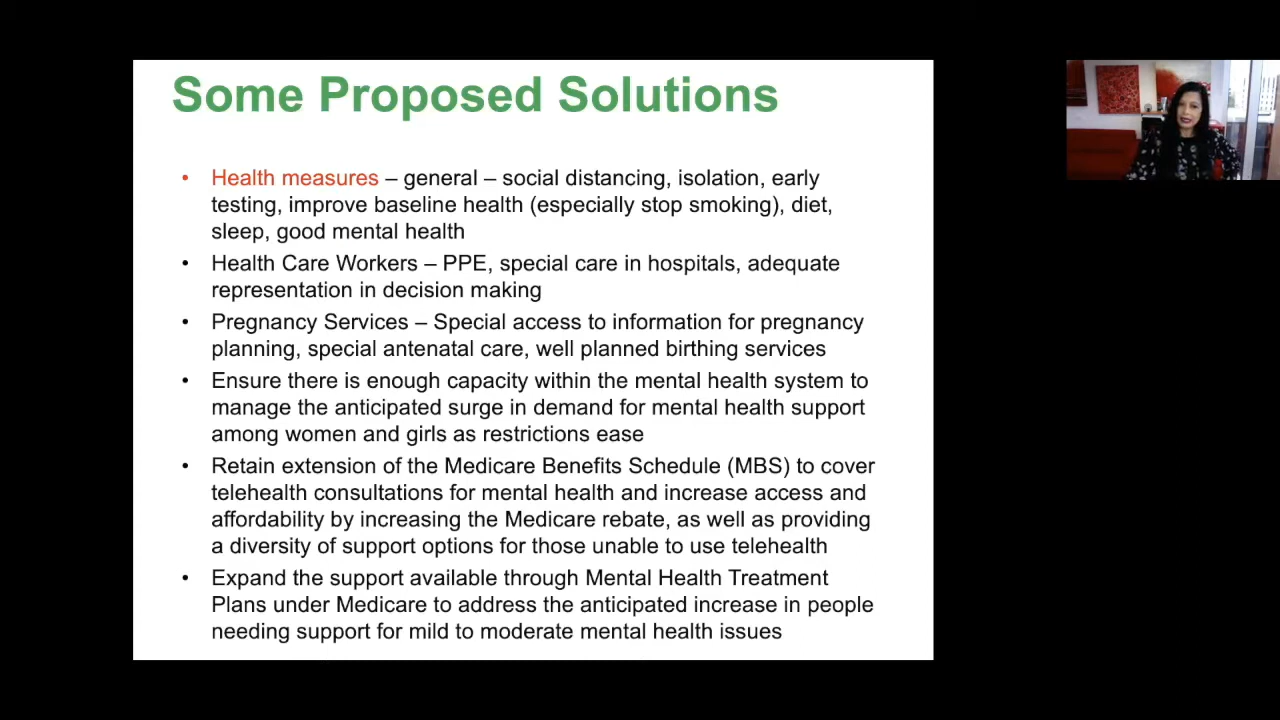 Some Proposed Solutions
• Health measures – general – social distancing, isolation, early
testing, improve baseline health (especially stop smoking), diet,
sleep, good mental health
• Health Care Workers – PPE, special care in hospitals, adequate
representation in decision making
• Pregnancy Services – Special access to information for pregnancy
planning, special antenatal care, well planned birthing services
• Ensure there is enough capacity within the mental health system to
manage the anticipated surge in demand for mental health support
among women and girls as restrictions ease
• Retain extension of the Medicare Benefits Schedule (MBS) to cover
telehealth consultations for mental health and increase access and
affordability by increasing the Medicare rebate, as well as providing
a diversity of support options for those unable to use telehealth
• Expand the support available through Mental Health Treatment
Plans under Medicare to address the anticipated increase in people
needing support for mild to moderate mental health issues